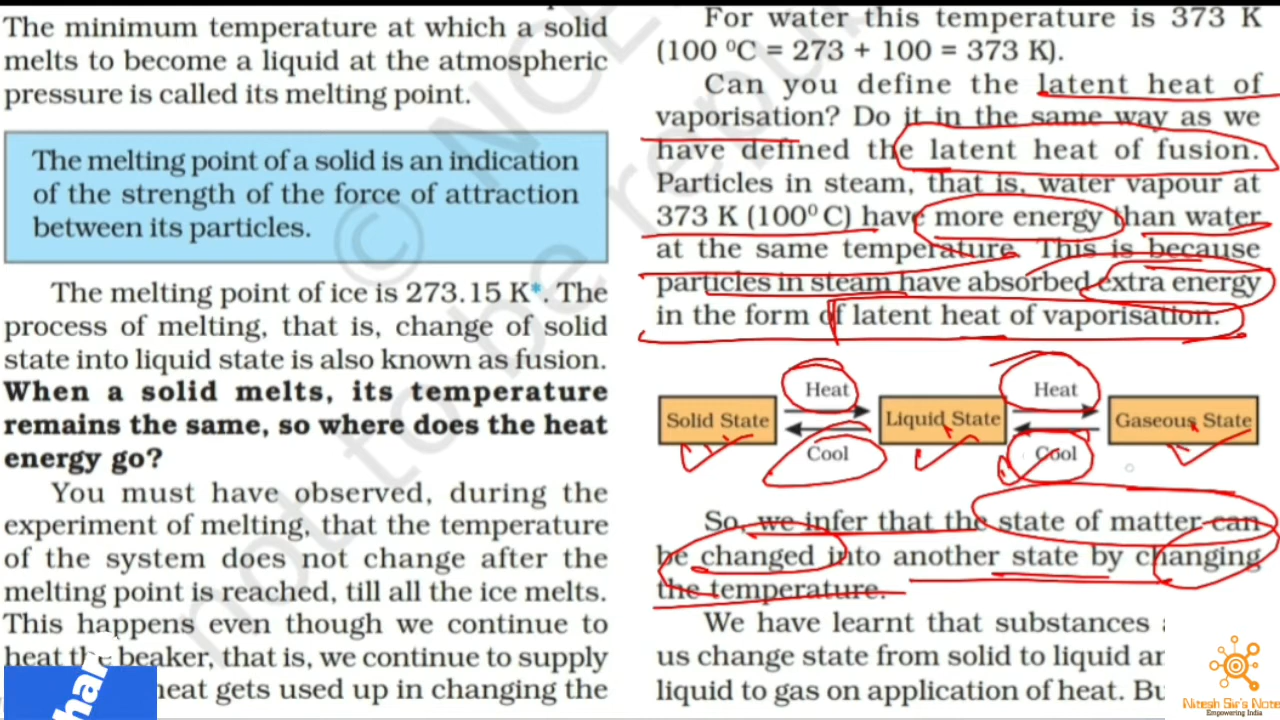 The minimum temperature at which a solid
melts to become a liquid at the atmospheric
pressure is called its melting point.
The melting point of a solid is an indication
of the strength of the force of attraction
between its particles.
The melting point of ice is 273.15 K*. The
process of melting, that is, change of solid
state into liquid state is also known as fusion.
When a solid melts, its temperature
remains the same, so where does the heat
energy go?
You must have observed, during the
experiment of melting, that the temperature
of the system does not change after the
melting point is reached, till all the ice melts.
This happens even though we continue to
heat the beaker, that is, we continue to supply
heat gets used up in changing the
For water this temperature is 373 K
(100 ⁰C = 273 + 100 = 373 K).
Can you define the latent heat of
vaporisation? Do it in the same way as we
have defined the latent heat of fusion.
Particles in steam, that is, water vapour at
373 K (100⁰ C) have more energy than water
at the same temperature. This is because
particles in steam have absorbed extra energy
in the form of latent heat of vaporisation.
Heat Heat
Solid State Liquid State Gaseous State
Cool Cool
So, we infer that the state of matter can
be changed into another state by changing
the temperature.
We have learnt that substances
us change state from solid to liquid
liquid to gas on application of heat.
not to be
Nitesh Sir's Note
Empowering India